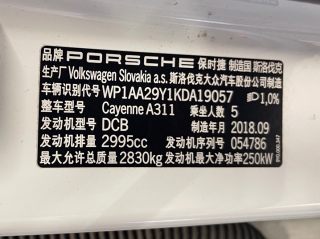 品牌 PORSCHE 保时捷 制造国 斯洛伐克
生产厂 Volkswagen Slovakia a.s. 斯洛伐克大众汽车股份公司制造
车辆识别代号 WP1AA29Y1KDA19057 1,0%
整车型号 Cayenne A311 乘坐人数 5
发动机型号 DCB 制造年月 2018.09
发动机排量 2995cc 发动机号 054786
最大允许总质量 2830kg 发动机最大净功率 250kW